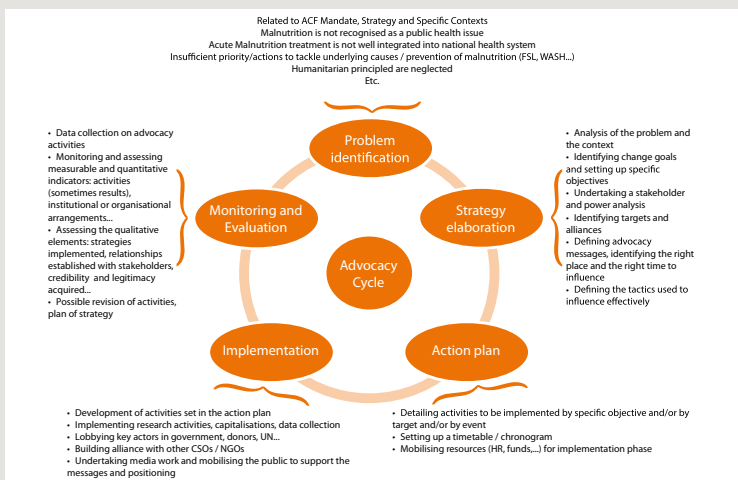 Related to ACF Mandate, Strategy and Specific Contexts
Malnutrition is not recognised as a public health issue
Acute Malnutrition treatment is not well integrated into national health system
Insufficient priority/actions to tackle underlying causes / prevention of malnutrition (FSL, WASH...)
Humanitarian principled are neglected
Etc.
Problem
identification
• Analysis of the problem and
the context
• Identifying change goals
and setting up specific
objectives
• Undertaking a stakeholder
and power analysis
• Identifying targets and
alliances
• Defining advocacy
messages, identifying the right
place and the right time to
influence
• Defining the tactics used to
influence effectively
Strategy
elaboration
• Data collection on advocacy
activities
• Monitoring and assessing
measurable and quantitative
indicators: activities
(sometimes results),
institutional or organisational
arrangements...
• Assessing the qualitative
elements: strategies
implemented, relationships
established with stakeholders,
credibility and legitimacy
acquired...
• Possible revision of activities,
plan of strategy
Monitoring and
Evaluation
Advocacy
Cycle
Implementation
Action plan
• Development of activities set in the action plan
• Implementing research activities, capitalisations, data collection
• Lobbying key actors in government, donors, UN...
• Building alliance with other CSOs / NGOs
• Undertaking media work and mobilising the public to support the
messages and positioning
• Detailing activities to be implemented by specific objective and/or by
target and/or by event
• Setting up a timetable / chronogram
• Mobilising resources (HR, funds,...) for implementation phase